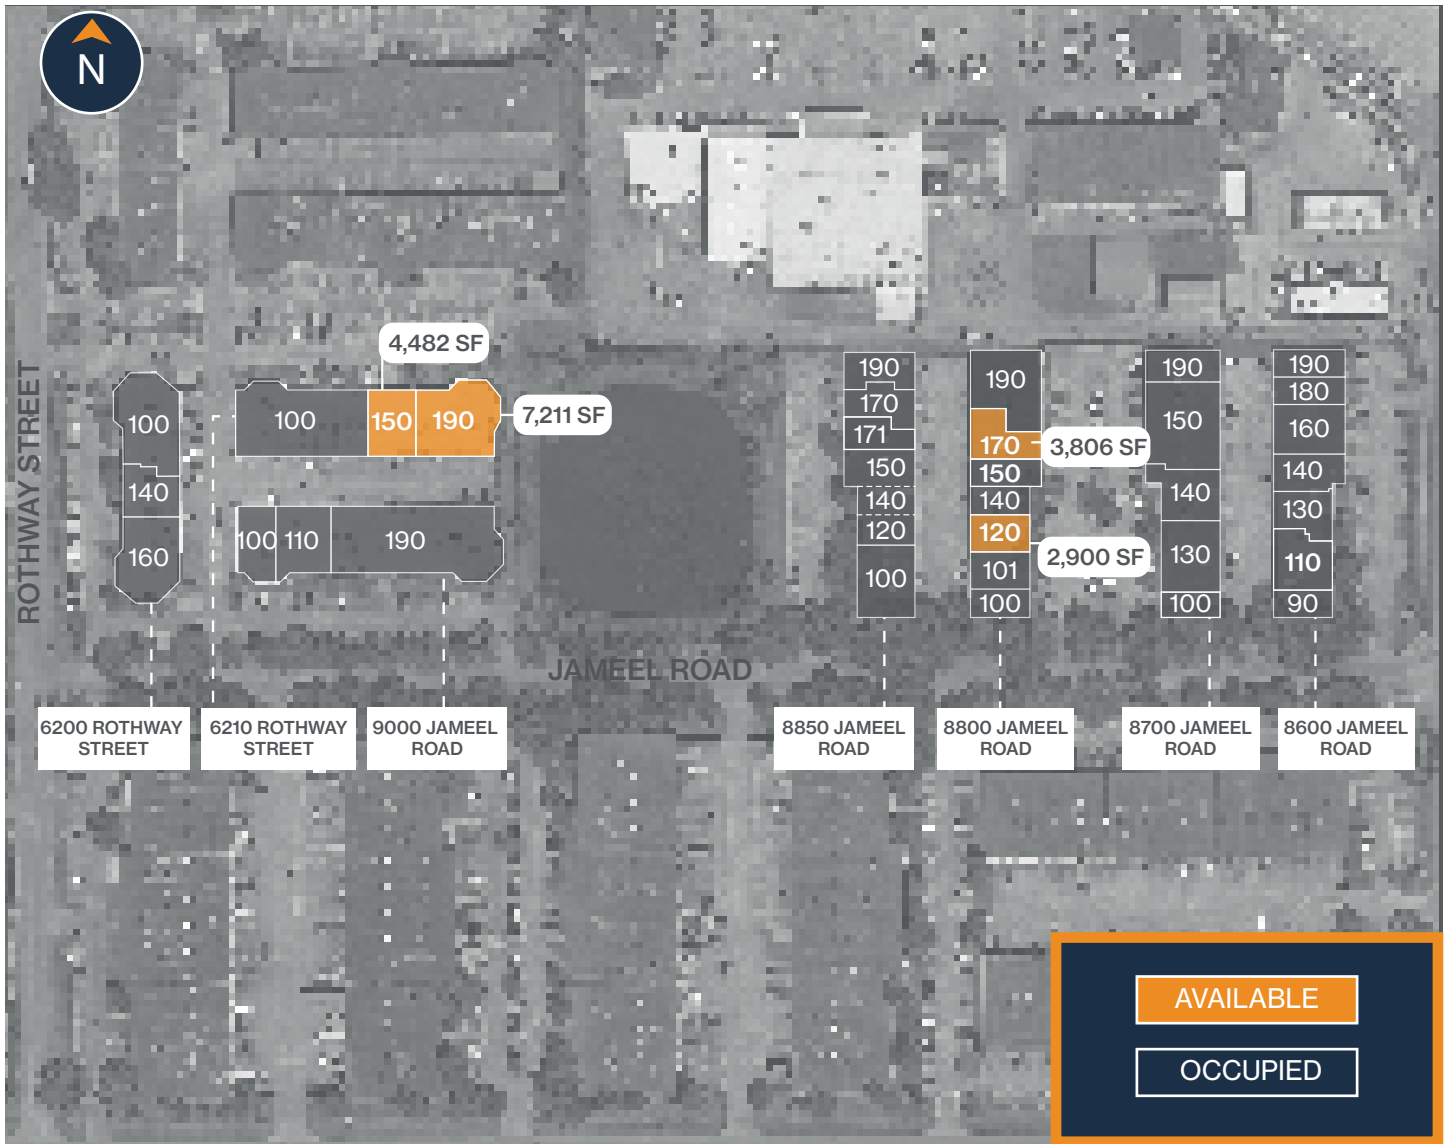 N
ROTHWAY STREET
4,482 SF
7,211 SF
100
140
160
100
150
190
100
110
190
190
170
171
150
140
120
100
190
170
3,806 SF
150
140
120
2,900 SF
101
100
190
150
140
130
100
190
180
160
140
130
110
90
JAMEEL ROAD
6200 ROTHWAY
STREET
6210 ROTHWAY
STREET
9000 JAMEEL
ROAD
8850 JAMEEL
ROAD
8800 JAMEEL
ROAD
8700 JAMEEL
ROAD
8600 JAMEEL
ROAD
AVAILABLE
OCCUPIED